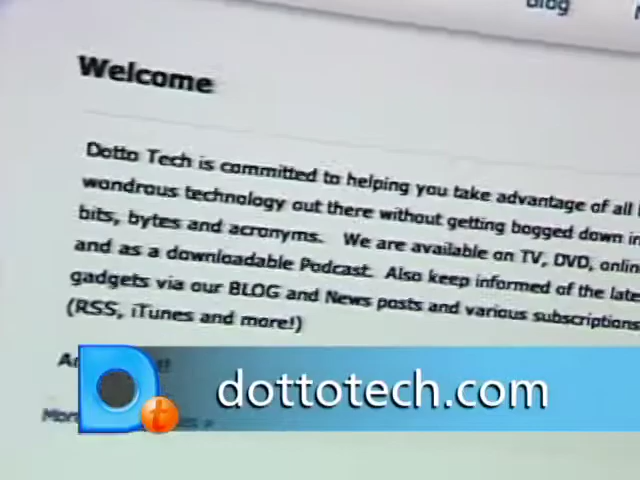 Blog
Welcome
Dotto Tech is committed to helping you take advantage of all
wondrous technology out there without getting bogged down in
bits, bytes and acronyms. We are available on TV, DVD, onlin
and as a downloadable Podcast. Also keep informed of the late
gadgets via our BLOG and News posts and various subscriptions
(RSS, iTunes and more!)
dottotech.com
t